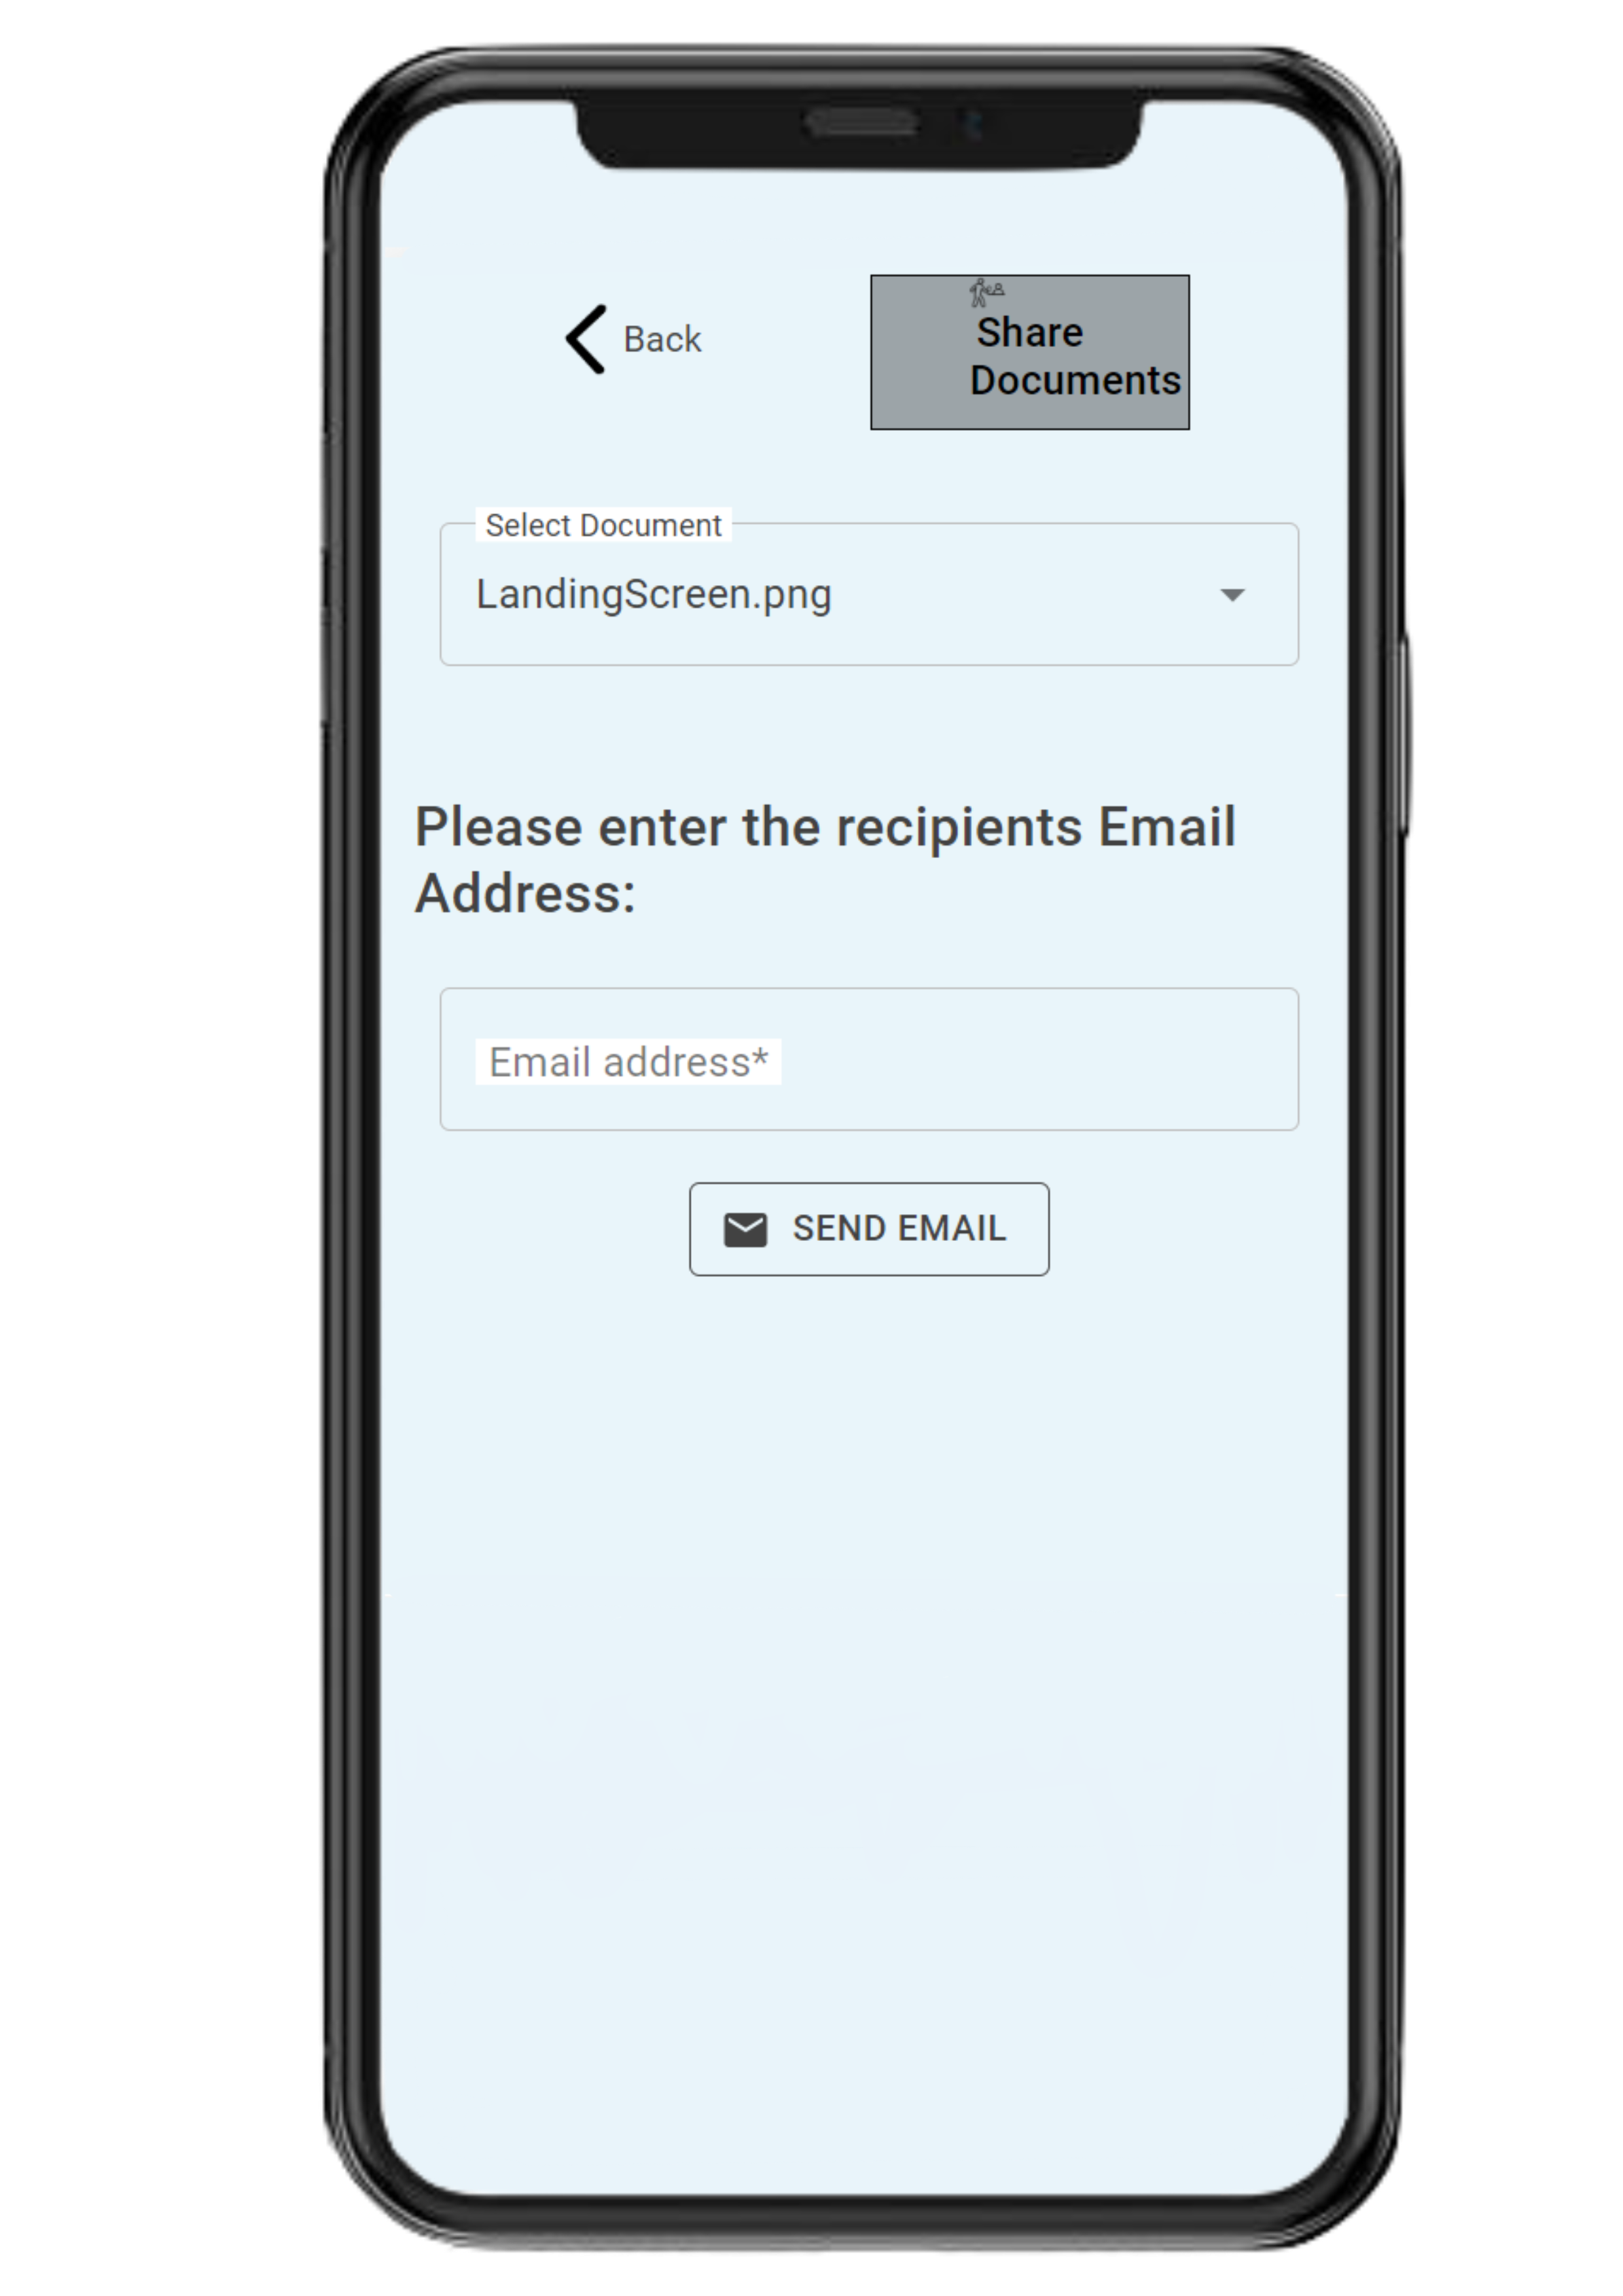 Back
Share
Documents
Select Document
LandingScreen.png
Please enter the recipients Email
Address:
Email address*
SEND EMAIL